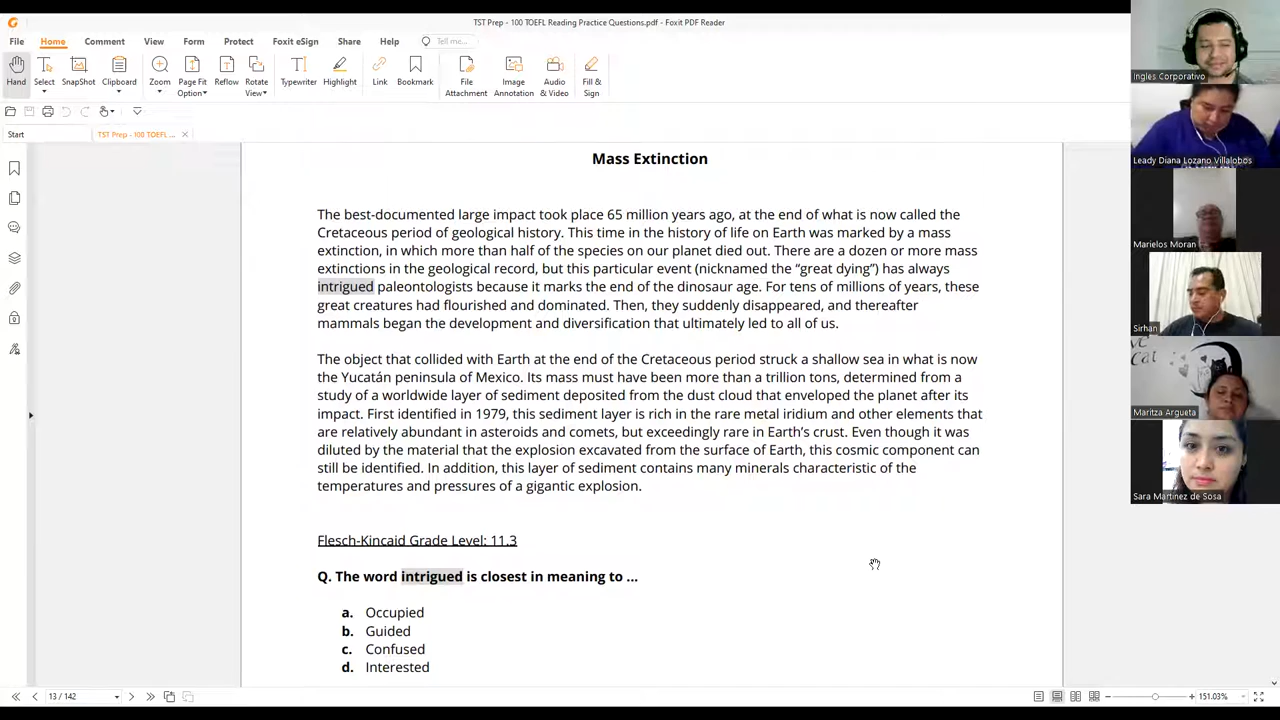 TST Prep - 100 TOEFL Reading Practice Questions.pdf - Foxit PDF Reader
File Home Comment View Form Protect Foxit eSign Share Help Tell me...
Hand Select SnapShot Clipboard Zoom Page Fit Option Reflow Rotate View Typewriter Highlight Link Bookmark File Attachment Image Annotation Audio & Video Fill & Sign
Start TST Prep - 100 TOEFL ...
Mass Extinction
The best-documented large impact took place 65 million years ago, at the end of what is now called the
Cretaceous period of geological history. This time in the history of life on Earth was marked by a mass
extinction, in which more than half of the species on our planet died out. There are a dozen or more mass
extinctions in the geological record, but this particular event (nicknamed the “great dying”) has always
intrigued paleontologists because it marks the end of the dinosaur age. For tens of millions of years, these
great creatures had flourished and dominated. Then, they suddenly disappeared, and thereafter
mammals began the development and diversification that ultimately led to all of us.
The object that collided with Earth at the end of the Cretaceous period struck a shallow sea in what is now
the Yucatán peninsula of Mexico. Its mass must have been more than a trillion tons, determined from a
study of a worldwide layer of sediment deposited from the dust cloud that enveloped the planet after its
impact. First identified in 1979, this sediment layer is rich in the rare metal iridium and other elements that
are relatively abundant in asteroids and comets, but exceedingly rare in Earth’s crust. Even though it was
diluted by the material that the explosion excavated from the surface of Earth, this cosmic component can
still be identified. In addition, this layer of sediment contains many minerals characteristic of the
temperatures and pressures of a gigantic explosion.
Flesch-Kincaid Grade Level: 11.3
Q. The word intrigued is closest in meaning to ...
a. Occupied
b. Guided
c. Confused
d. Interested
13 / 142
151.03%
Ingles Corporativo
Leady Diana Lozano Villalobos
Marielos Moran
Sirhan
Cat
Maritza Argueta
Sara Martinez de Sosa